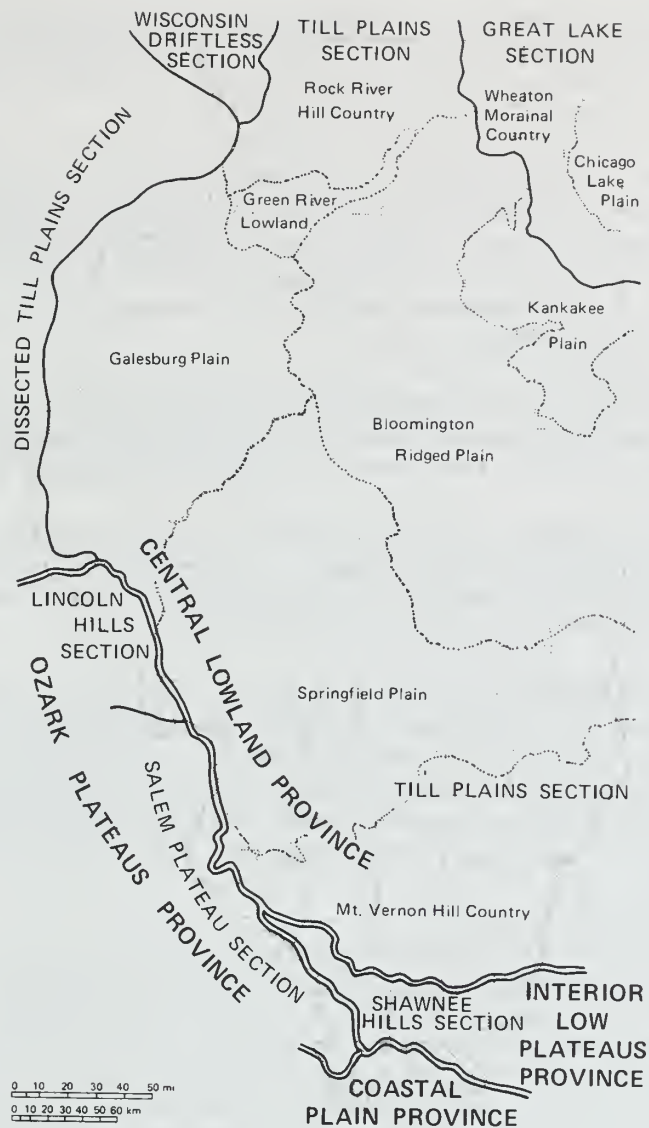 WISCONSIN
DRIFTLESS
SECTION
TILL PLAINS
SECTION
GREAT LAKE
SECTION
Rock River
Hill Country
Wheaton
Morainal
Country
Chicago
Lake
Plain
DISSECTED TILL PLAINS SECTION
Green River
Lowland
Kankakee
Plain
Galesburg Plain
Bloomington
Ridged Plain
LINCOLN
HILLS
SECTION
CENTRAL LOWLAND PROVINCE
OZARK PLATEAUS PROVINCE
SALEM PLATEAU SECTION
Springfield Plain
TILL PLAINS SECTION
Mt. Vernon Hill Country
SHAWNEE
HILLS SECTION
INTERIOR
LOW
PLATEAUS
PROVINCE
COASTAL
PLAIN PROVINCE
0 10 20 30 40 50 mi
0 10 20 30 40 50 60 km